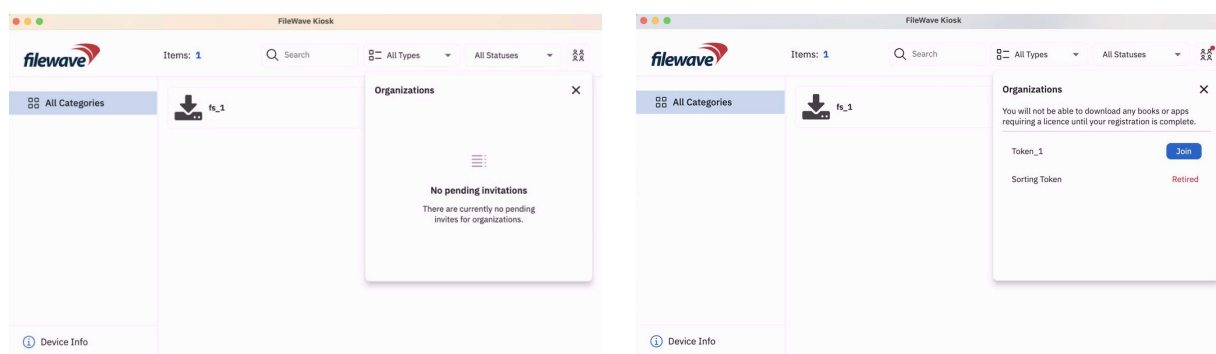 FileWave Kiosk
filewave
Items: 1
Search
All Types
All Statuses
All Categories
fs_1
Organizations
No pending invitations
There are currently no pending
invites for organizations.
Device Info
FileWave Kiosk
filewave
Items: 1
Search
All Types
All Statuses
All Categories
fs_1
Organizations
You will not be able to download any books or apps
requiring a licence until your registration is complete.
Token_1
Join
Sorting Token
Retired
Device Info